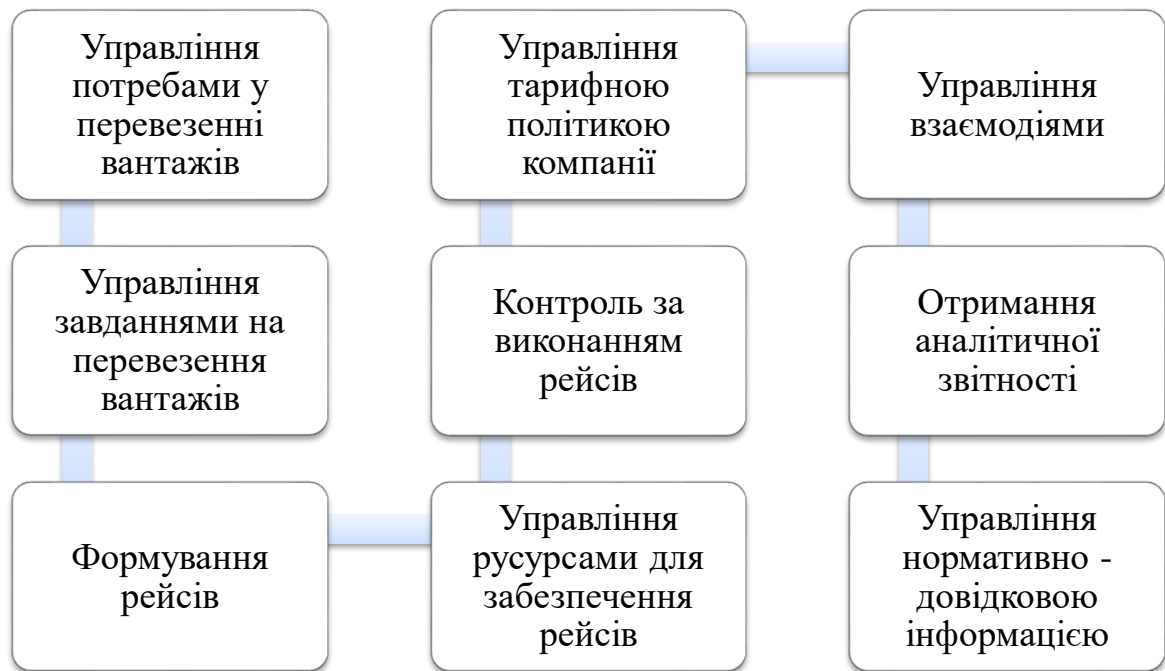 Управління
потребами у
перевезенні
вантажів
Управління
завданнями на
перевезення
вантажів
Формування
рейсів
Управління
русурсами для
забезпечення
рейсів
Контроль за
виконанням
рейсів
Управління
тарифною
політикою
компанії
Управління
взаємодіями
Отримання
аналітичної
звітності
Управління
нормативно -
довідковою
інформацією